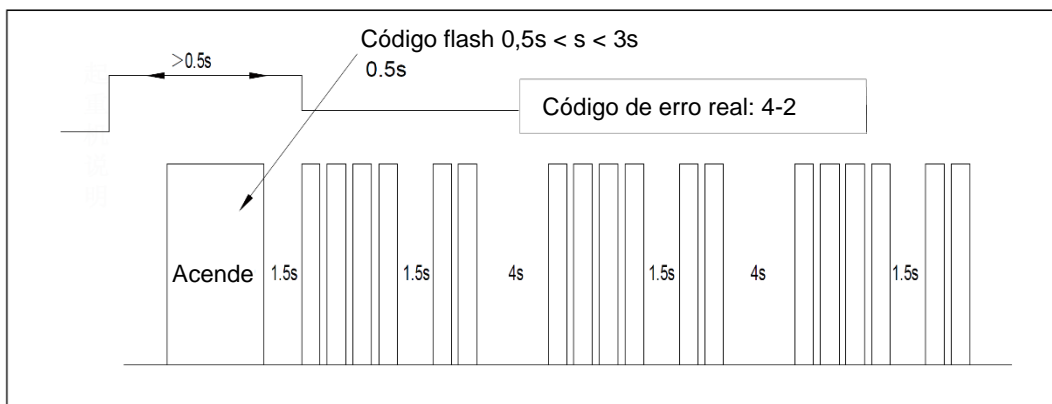 Código flash 0,5s < s < 3s
>0.5s
0.5s
Código de erro real: 4-2
Acende
1.5s
1.5s
4s
1.5s
4s
1.5s